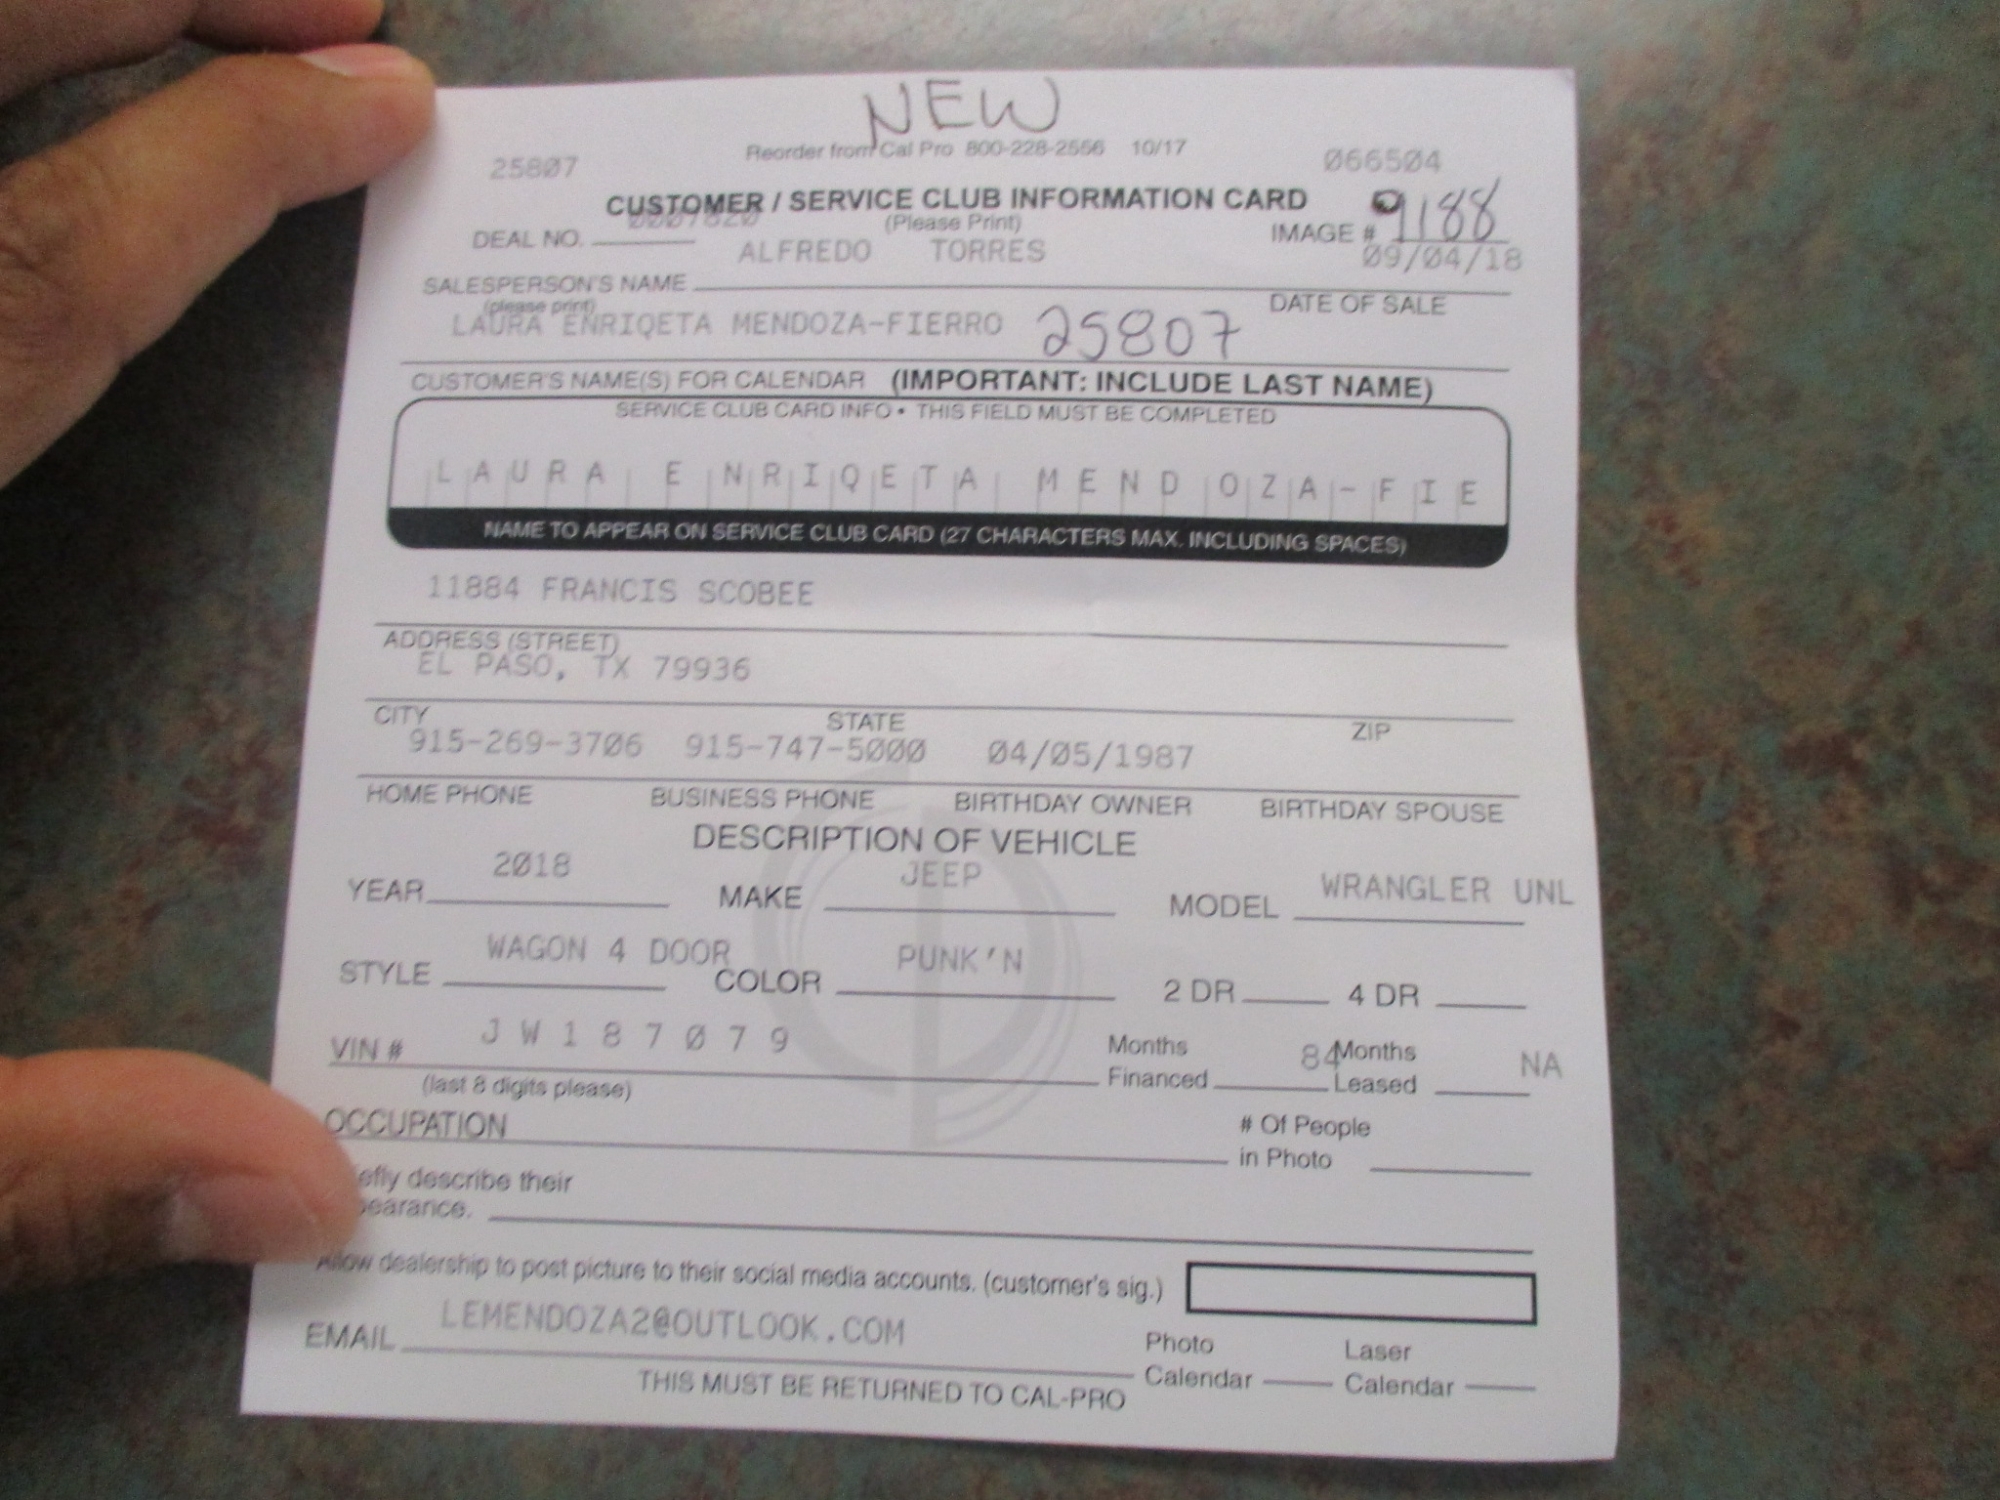 NEW
Reorder from Cal Pro 800-228-2556 10/17
25807 066504
CUSTOMER / SERVICE CLUB INFORMATION CARD
(Please Print)
DEAL NO. IMAGE # 9188
ALFREDO TORRES 09/04/18
SALESPERSON'S NAME DATE OF SALE
(please print)
LAURA ENRIQETA MENDOZA-FIERRO 25807
CUSTOMER'S NAME(S) FOR CALENDAR (IMPORTANT: INCLUDE LAST NAME)
SERVICE CLUB CARD INFO • THIS FIELD MUST BE COMPLETED
LAURA ENRIQETA MENDOZA-FIE
NAME TO APPEAR ON SERVICE CLUB CARD (27 CHARACTERS MAX. INCLUDING SPACES)
11884 FRANCIS SCOBEE
ADDRESS (STREET)
EL PASO, TX 79936
CITY STATE ZIP
915-269-3706 915-747-5000 04/05/1987
HOME PHONE BUSINESS PHONE BIRTHDAY OWNER BIRTHDAY SPOUSE
DESCRIPTION OF VEHICLE
YEAR 2018 MAKE JEEP MODEL WRANGLER UNL
STYLE WAGON 4 DOOR COLOR PUNK'N 2 DR 4 DR
VIN # JW187079 Months Financed 84 Months Leased NA
(last 8 digits please)
OCCUPATION # Of People in Photo
describe their
Allow dealership to post picture to their social media accounts. (customer's sig.)
EMAIL LEMENDOZA2@OUTLOOK.COM Photo Calendar Laser Calendar
THIS MUST BE RETURNED TO CAL-PRO